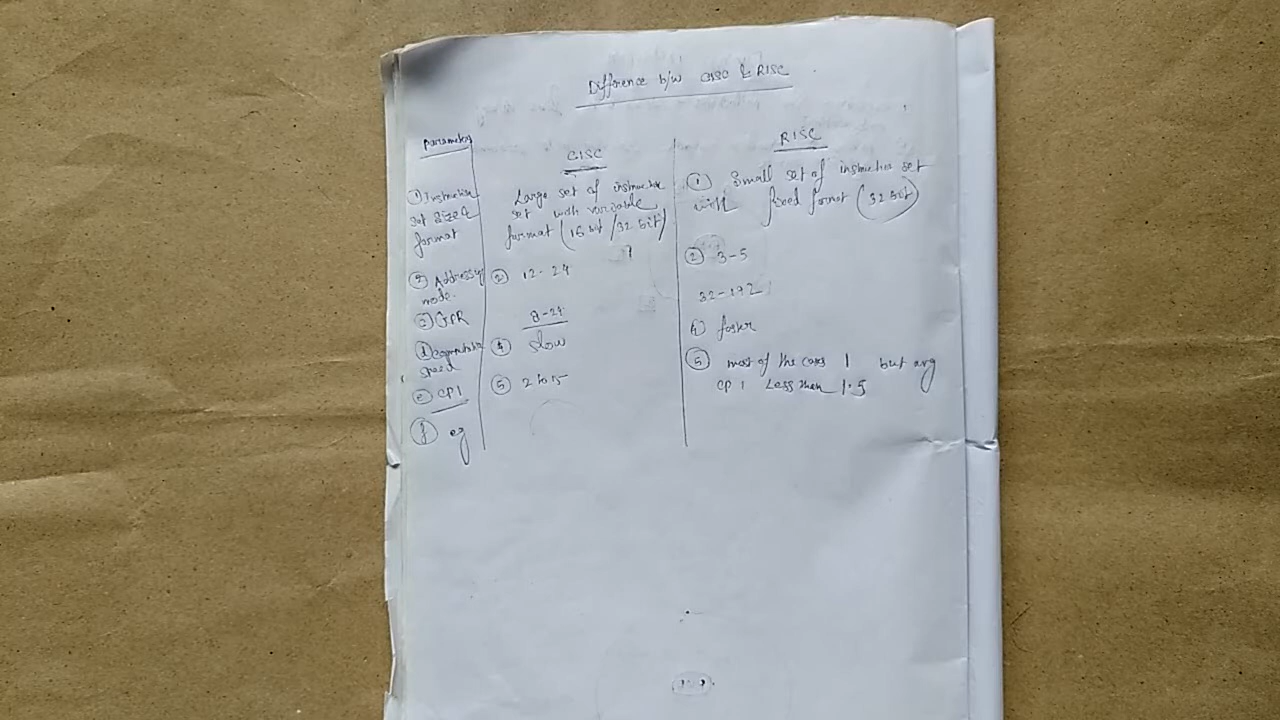 Difference b/w CISC & RISC
Parameters
CISC
RISC
① Instruction
set size &
format
Large set of instruction
set with variable
format (16 bit / 32 bit)
① Small set of instruction set
with fixed format (32 bit)
② Addressing
mode.
② 12-24
② 3-5
③ GPR
8-24
32-192
④ Computation
speed
④ slow
④ faster
⑤ CPI
⑤ 2 to 15
⑤ most of the cases 1 but avg
CPI Less than 1.5
eg